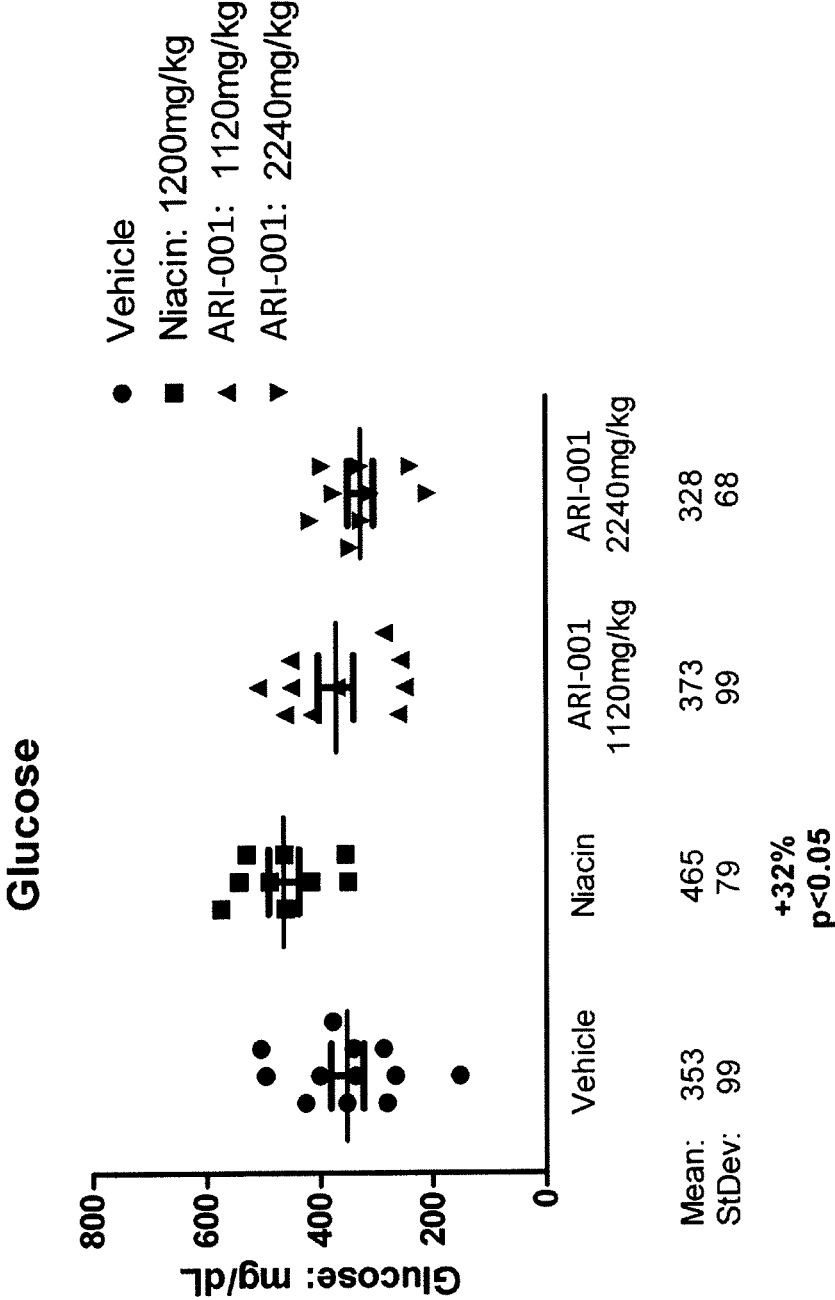 Glucose
Vehicle
Niacin: 1200mg/kg
ARI-001: 1120mg/kg
ARI-001: 2240mg/kg
Glucose: mg/dL
800
600
400
200
0
Vehicle Niacin ARI-001 ARI-001
1120mg/kg 2240mg/kg
Mean: 353 465 373 328
StDev: 99 79 99 68
+32%
p<0.05